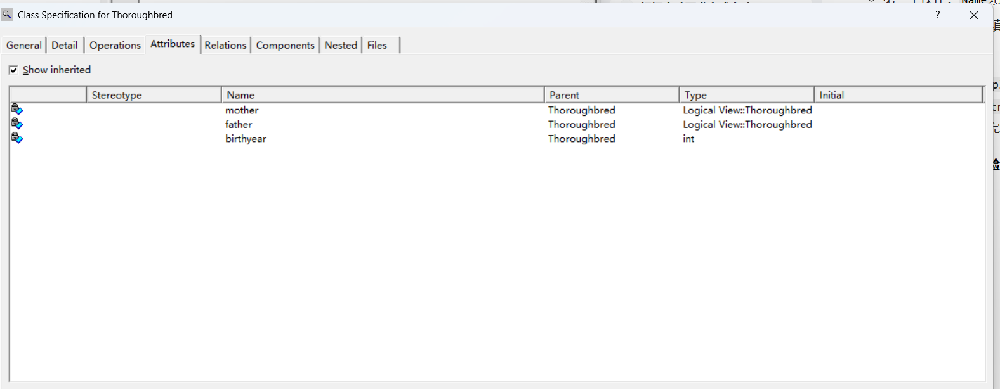 Class Specification for Thoroughbred
?
General Detail Operations Attributes Relations Components Nested Files
Show inherited
Stereotype Name Parent Type Initial
mother Thoroughbred Logical View::Thoroughbred
father Thoroughbred Logical View::Thoroughbred
birthyear Thoroughbred int